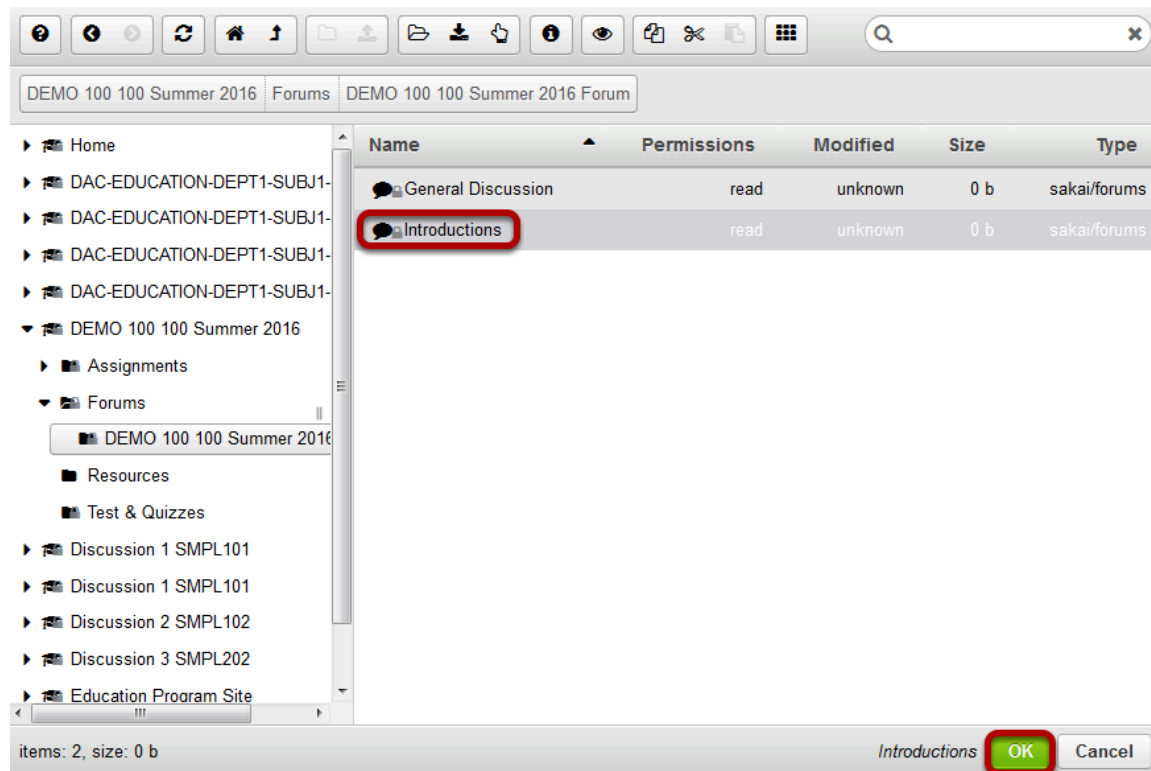 DEMO 100 100 Summer 2016 Forums DEMO 100 100 Summer 2016 Forum
Home
DAC-EDUCATION-DEPT1-SUBJ1-
DAC-EDUCATION-DEPT1-SUBJ1-
DAC-EDUCATION-DEPT1-SUBJ1-
DAC-EDUCATION-DEPT1-SUBJ1-
DEMO 100 100 Summer 2016
Assignments
Forums
DEMO 100 100 Summer 2016
Resources
Test & Quizzes
Discussion 1 SMPL101
Discussion 1 SMPL101
Discussion 2 SMPL102
Discussion 3 SMPL202
Education Program Site
Name Permissions Modified Size Type
General Discussion read unknown 0 b sakai/forums
Introductions read unknown 0 b sakai/forums
items: 2, size: 0 b Introductions OK Cancel